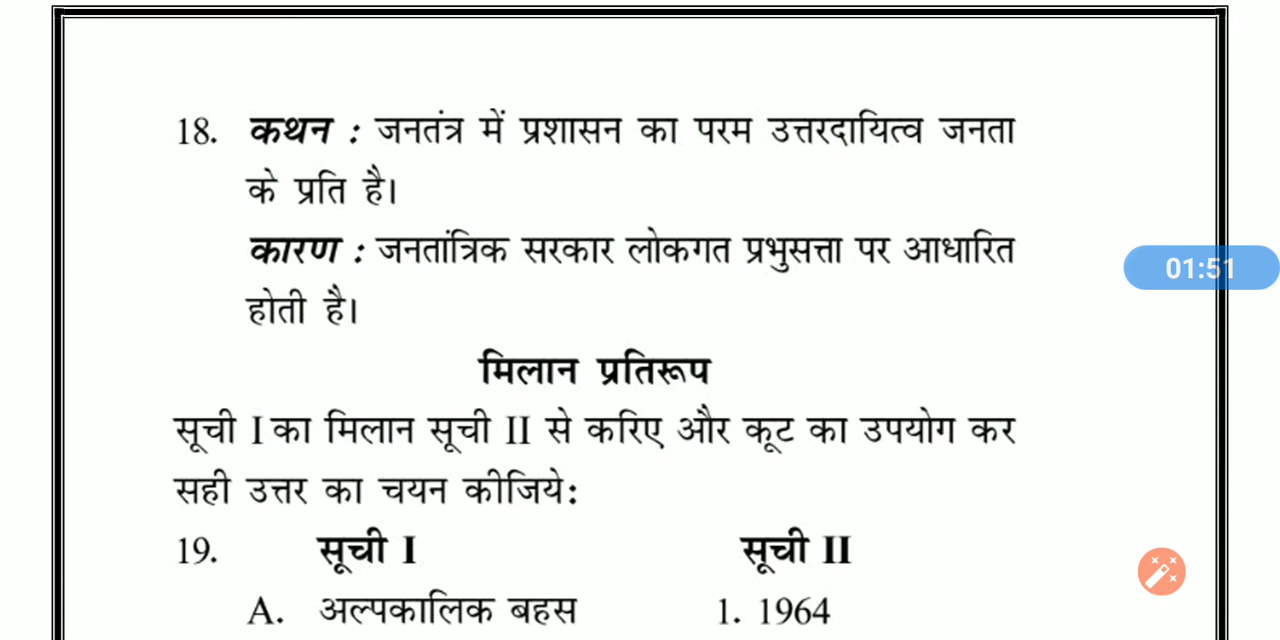 18. कथन : जनतंत्र में प्रशासन का परम उत्तरदायित्व जनता
के प्रति है।
कारण : जनतांत्रिक सरकार लोकगत प्रभुसत्ता पर आधारित
होती है।
01:51
मिलान प्रतिरूप
सूची I का मिलान सूची II से करिए और कूट का उपयोग कर
सही उत्तर का चयन कीजिये:
19. सूची I सूची II
A. अल्पकालिक बहस 1. 1964